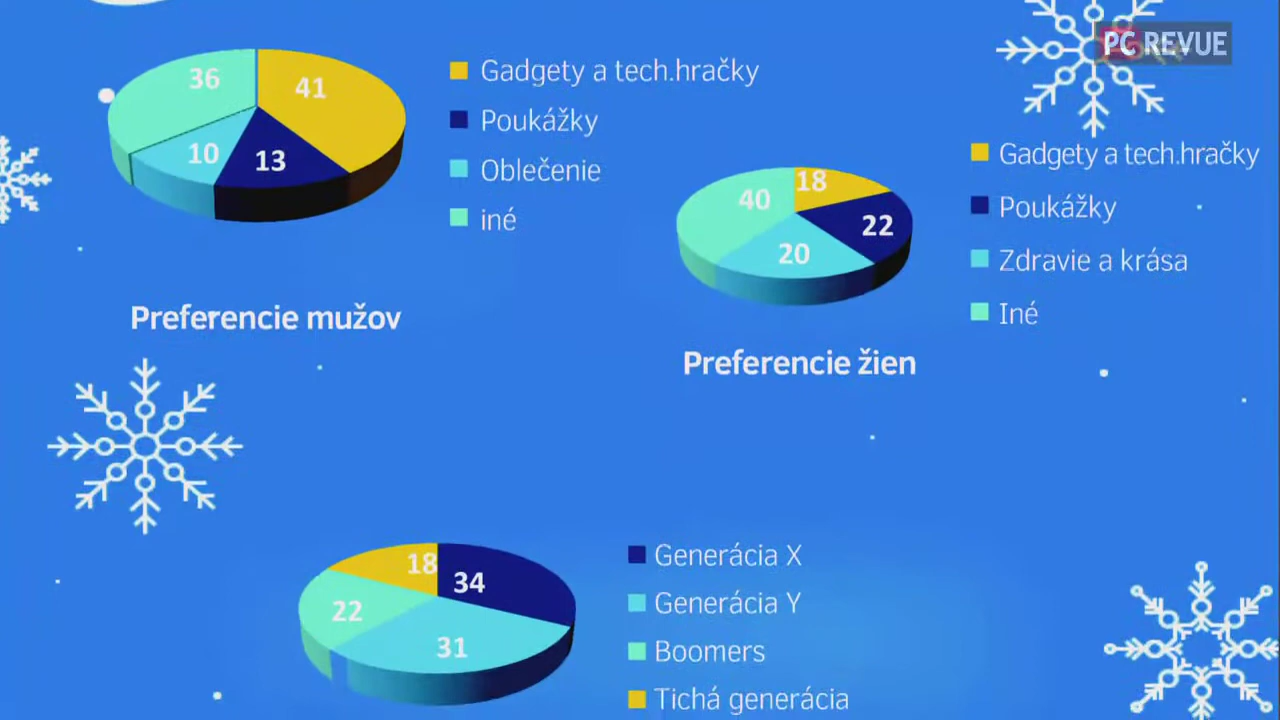 PC REVUE
36
41
10
13
Gadgety a tech.hračky
Poukážky
Oblečenie
iné
Preferencie mužov
18
40
22
20
Gadgety a tech.hračky
Poukážky
Zdravie a krása
Iné
Preferencie žien
18
34
22
31
Generácia X
Generácia Y
Boomers
Tichá generácia